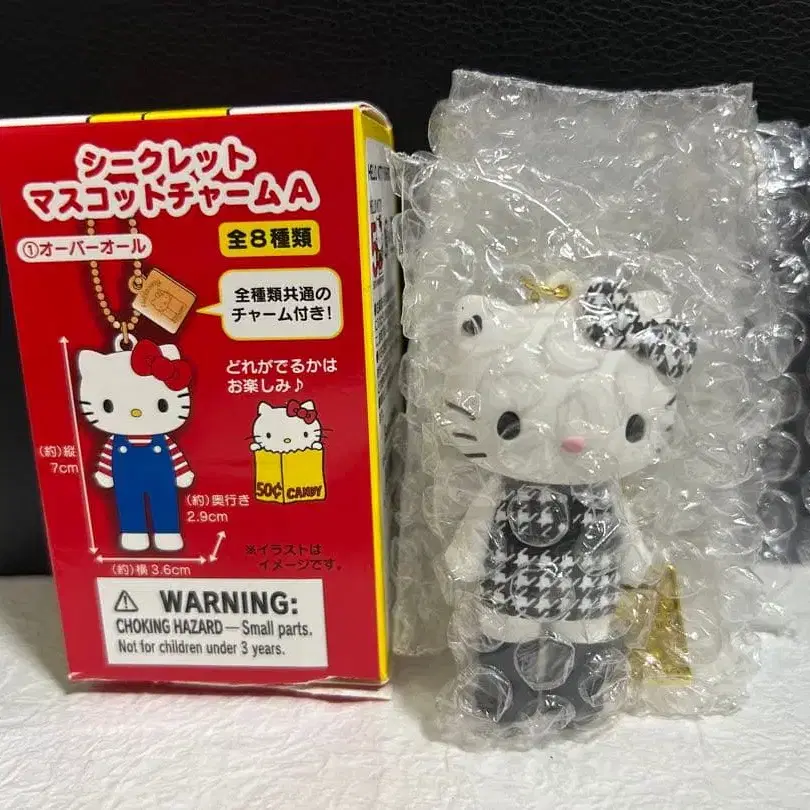 シークレット
マスコットチャームA
①オーバーオール
全8種類
全種類共通の
チャーム付き!
どれがでるかは
お楽しみ♪
(約)縦
7cm
50¢ CANDY
(約)奥行き
2.9cm
※イラストは
イメージです。
(約)横3.6cm
⚠ WARNING:
CHOKING HAZARD — Small parts.
Not for children under 3 years.